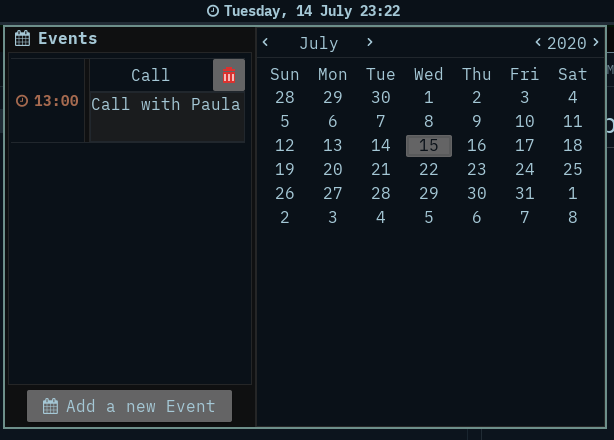 Tuesday, 14 July 23:22
Events
13:00
Call
Call with Paula
Add a new Event
‹ July › ‹ 2020 ›
Sun Mon Tue Wed Thu Fri Sat
28 29 30 1 2 3 4
5 6 7 8 9 10 11
12 13 14 15 16 17 18
19 20 21 22 23 24 25
26 27 28 29 30 31 1
2 3 4 5 6 7 8